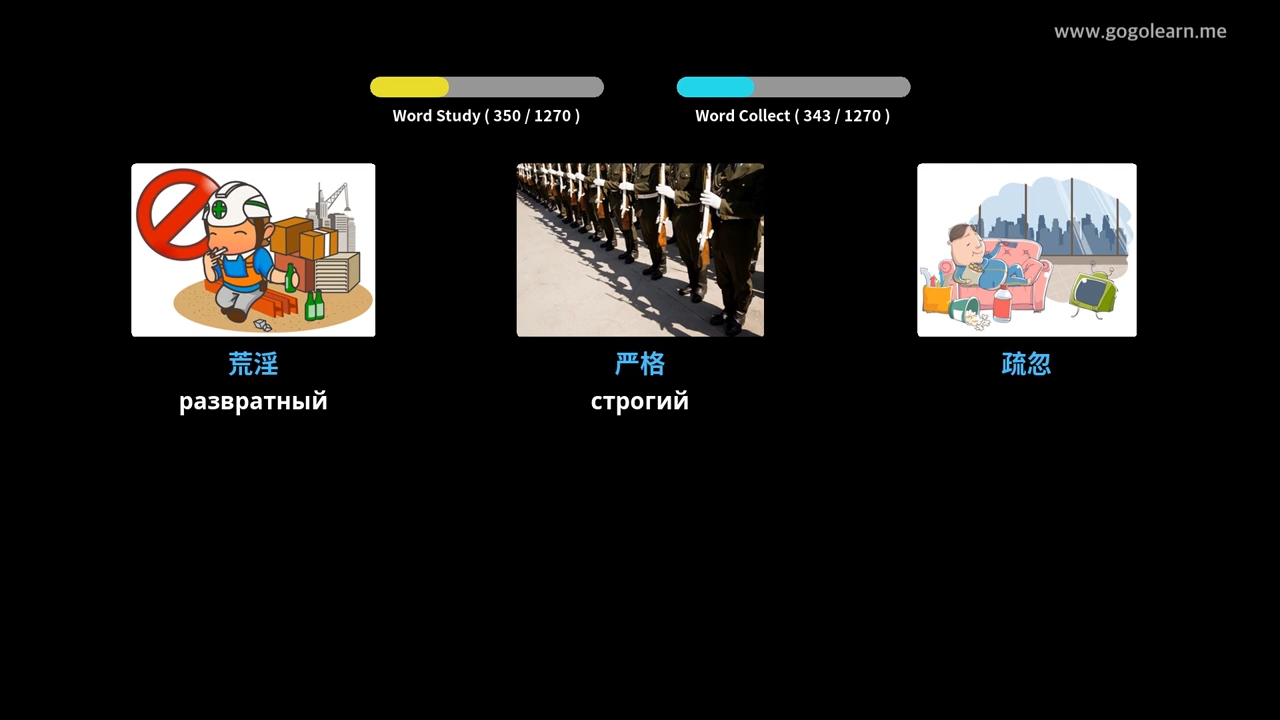 www.gogolearn.me
Word Study ( 350 / 1270 )
Word Collect ( 343 / 1270 )
荒淫
развратный
严格
строгий
疏忽